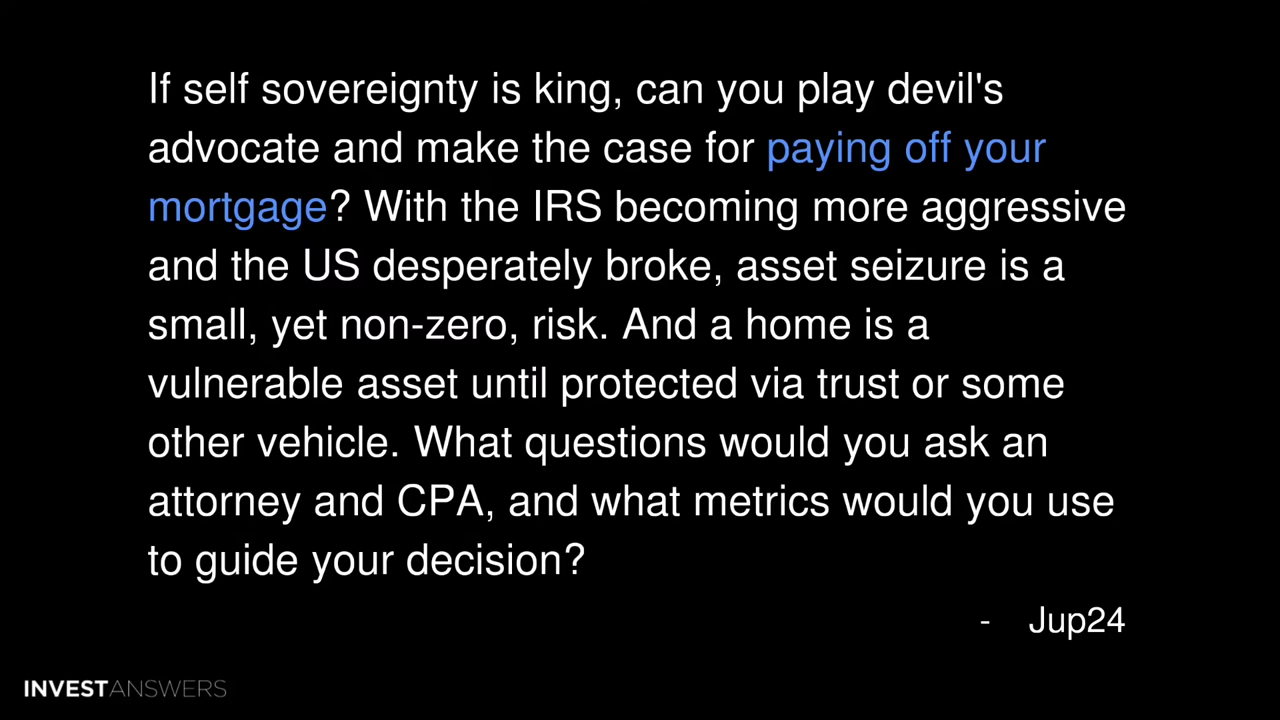 If self sovereignty is king, can you play devil's
advocate and make the case for paying off your
mortgage? With the IRS becoming more aggressive
and the US desperately broke, asset seizure is a
small, yet non-zero, risk. And a home is a
vulnerable asset until protected via trust or some
other vehicle. What questions would you ask an
attorney and CPA, and what metrics would you use
to guide your decision?
- Jup24
INVESTANSWERS